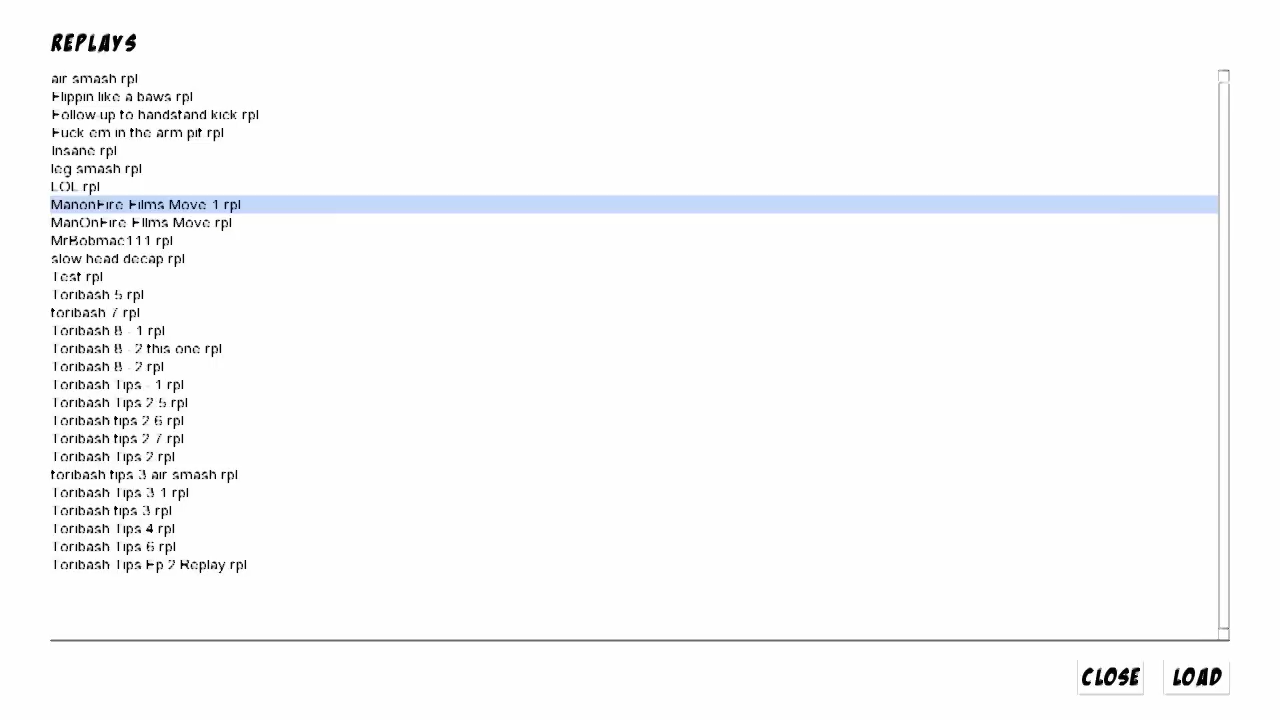 REPLAYS
air smash rpl
Flippin like a baws rpl
Follow-up to handstand kick rpl
Fuck em in the arm pit rpl
Insane rpl
leg smash rpl
LOL rpl
ManonFire Films Move 1 rpl
ManOnFire FIlms Move rpl
MrBobmac111 rpl
slow head decap rpl
Test rpl
Toribash 5 rpl
toribash 7 rpl
Toribash 8 - 1 rpl
Toribash 8 - 2 this one rpl
Toribash 8 - 2 rpl
Toribash Tips - 1 rpl
Toribash Tips 2 5 rpl
Toribash tips 2 6 rpl
Toribash tips 2 7 rpl
Toribash Tips 2 rpl
toribash tips 3 air smash rpl
Toribash Tips 3 1 rpl
Toribash tips 3 rpl
Toribash Tips 4 rpl
Toribash Tips 6 rpl
Toribash Tips Ep 2 Replay rpl
CLOSE LOAD